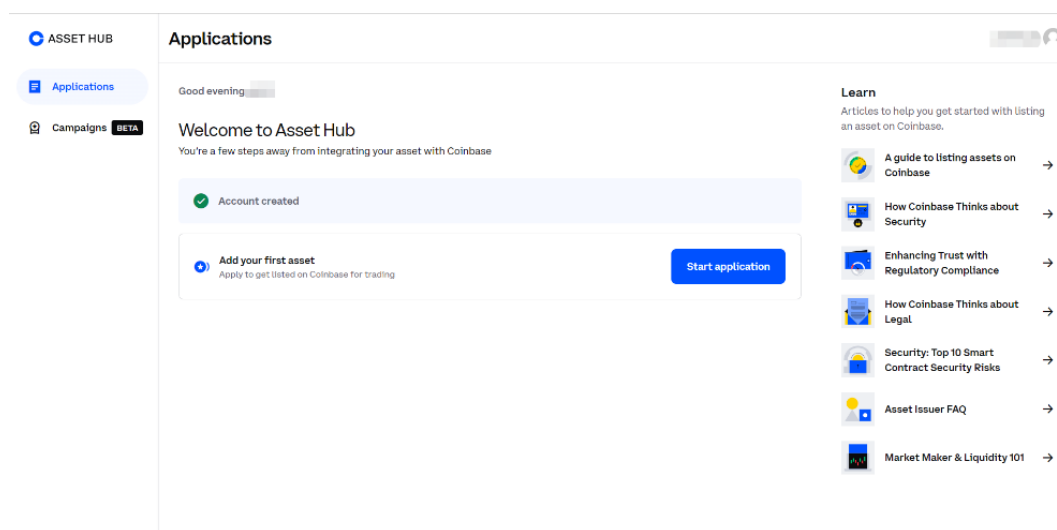 ASSET HUB
Applications
Campaigns BETA
Applications
Good evening
Welcome to Asset Hub
You're a few steps away from integrating your asset with Coinbase
Account created
Add your first asset
Apply to get listed on Coinbase for trading
Start application
Learn
Articles to help you get started with listing
an asset on Coinbase.
A guide to listing assets on
Coinbase
How Coinbase Thinks about
Security
Enhancing Trust with
Regulatory Compliance
How Coinbase Thinks about
Legal
Security: Top 10 Smart
Contract Security Risks
Asset Issuer FAQ
Market Maker & Liquidity 101